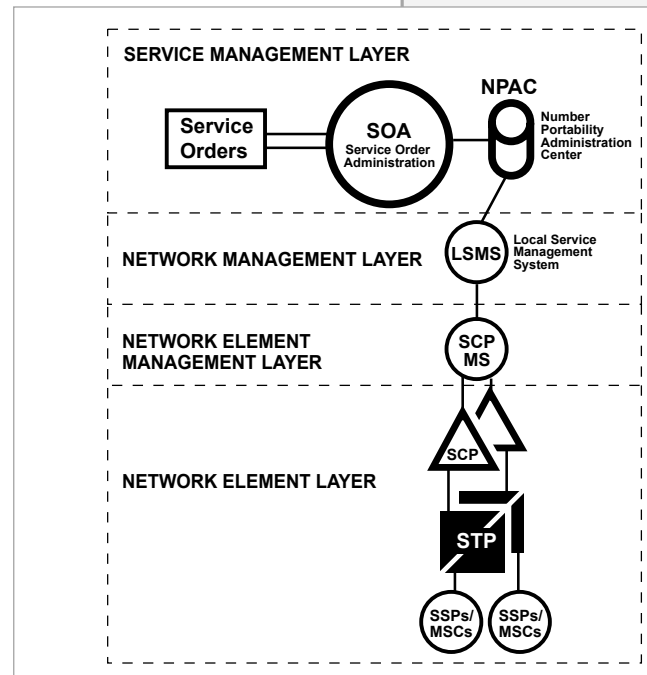 SERVICE MANAGEMENT LAYER
NPAC
Number
Portability
Administration
Center
Service
Orders
SOA
Service Order
Administration
NETWORK MANAGEMENT LAYER
LSMS
Local Service
Management
System
NETWORK ELEMENT
MANAGEMENT LAYER
SCP
MS
NETWORK ELEMENT LAYER
SCP
STP
SSPs/
MSCs
SSPs/
MSCs